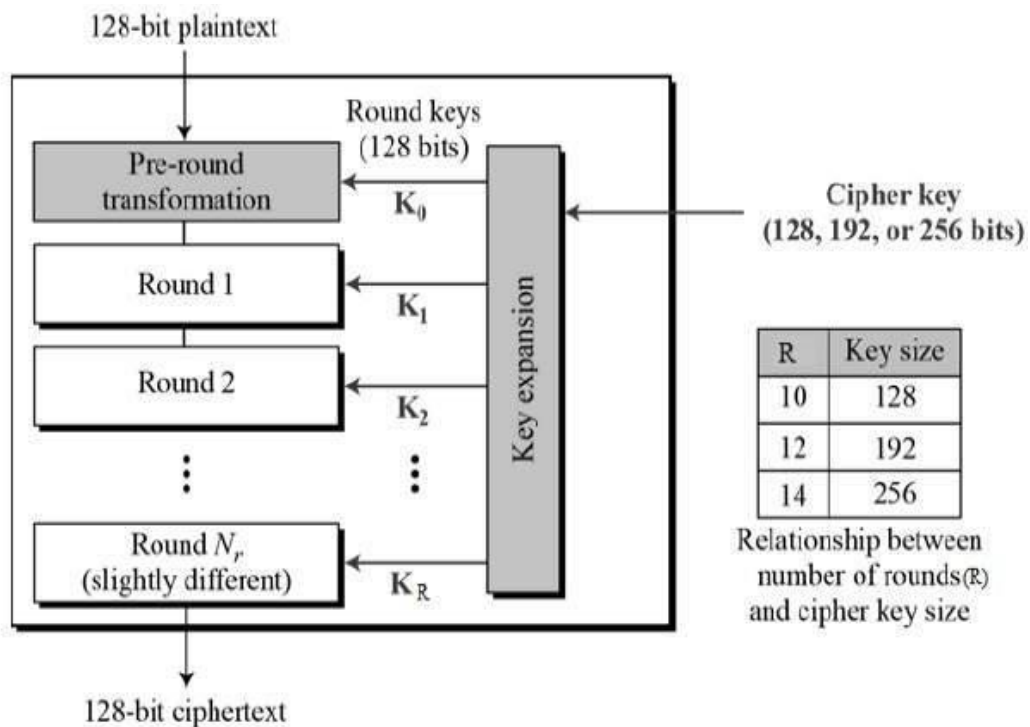 128-bit plaintext
Round keys
(128 bits)
Pre-round
transformation
K0
Cipher key
(128, 192, or 256 bits)
Round 1
K1
Round 2
K2
Key expansion
R Key size
10 128
12 192
14 256
Relationship between
number of rounds(R)
and cipher key size
Round Nr
(slightly different)
KR
128-bit ciphertext